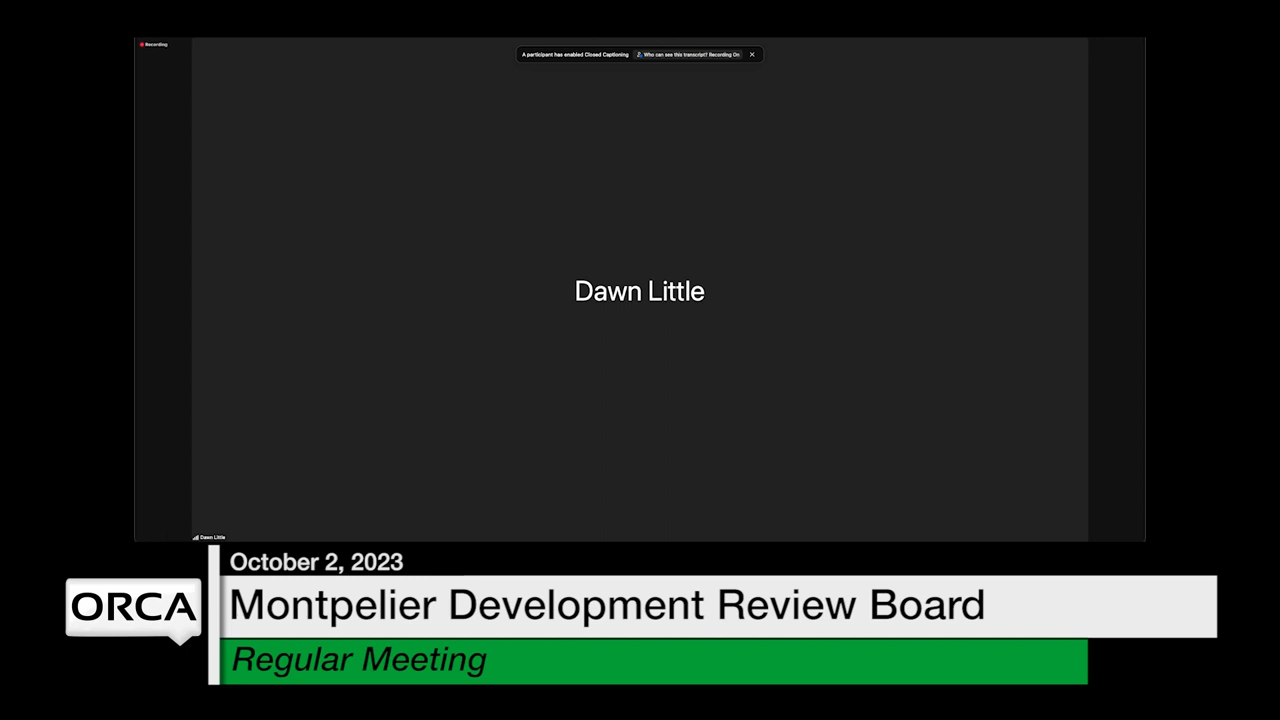 Recording
A participant has enabled Closed Captioning Who can see this transcript? Recording On
Dawn Little
Dawn Little
October 2, 2023
ORCA
Montpelier Development Review Board
Regular Meeting